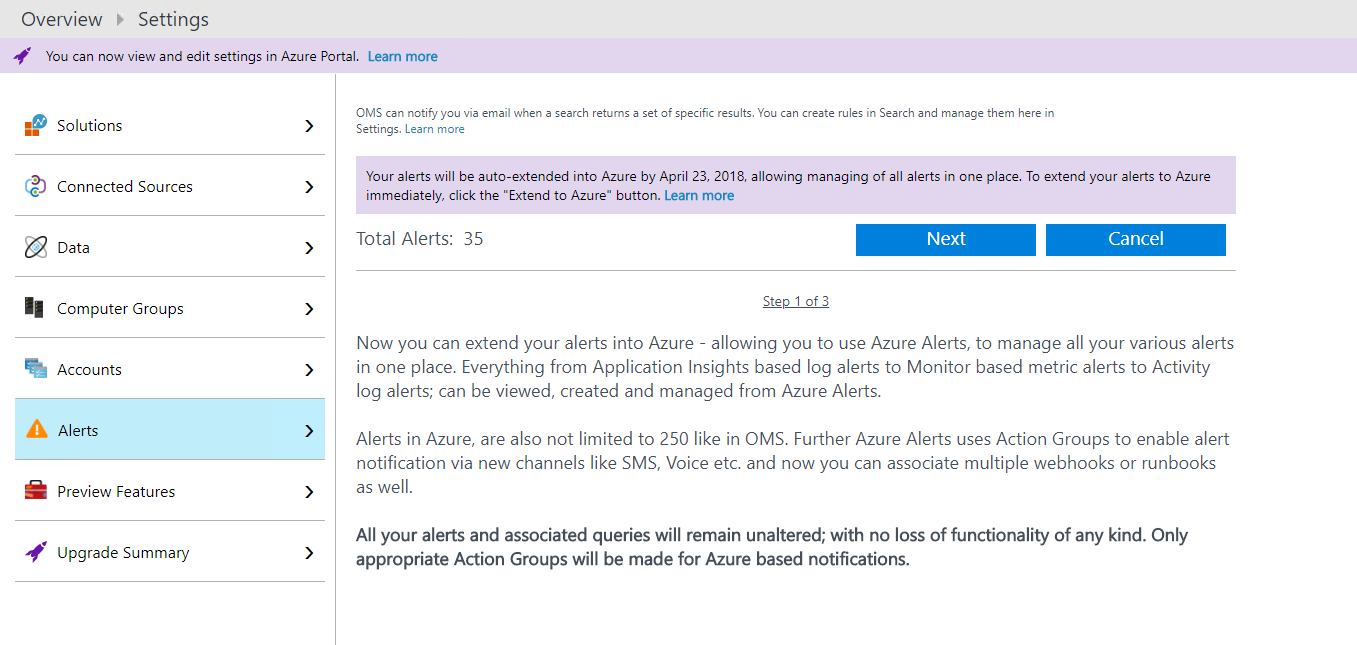 Overview Settings
You can now view and edit settings in Azure Portal. Learn more
Solutions
Connected Sources
Data
Computer Groups
Accounts
Alerts
Preview Features
Upgrade Summary
OMS can notify you via email when a search returns a set of specific results. You can create rules in Search and manage them here in
Settings. Learn more
Your alerts will be auto-extended into Azure by April 23, 2018, allowing managing of all alerts in one place. To extend your alerts to Azure
immediately, click the "Extend to Azure" button. Learn more
Total Alerts: 35
Next
Cancel
Step 1 of 3
Now you can extend your alerts into Azure - allowing you to use Azure Alerts, to manage all your various alerts
in one place. Everything from Application Insights based log alerts to Monitor based metric alerts to Activity
log alerts; can be viewed, created and managed from Azure Alerts.
Alerts in Azure, are also not limited to 250 like in OMS. Further Azure Alerts uses Action Groups to enable alert
notification via new channels like SMS, Voice etc. and now you can associate multiple webhooks or runbooks
as well.
All your alerts and associated queries will remain unaltered; with no loss of functionality of any kind. Only
appropriate Action Groups will be made for Azure based notifications.